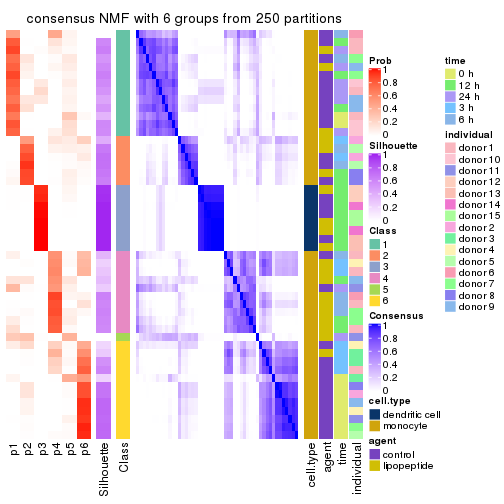 consensus NMF with 6 groups from 250 partitions
Prob
1
0.8
0.6
0.4
0.2
0
Silhouette
1
0.8
0.6
0.4
0.2
0
Class
1
2
3
4
5
6
Consensus
1
0.8
0.6
0.4
0.2
0
cell.type
dendritic cell
monocyte
agent
control
lipopeptide
time
0 h
12 h
24 h
3 h
6 h
individual
donor 1
donor 10
donor 11
donor 12
donor 13
donor 14
donor 15
donor 2
donor 3
donor 4
donor 5
donor 6
donor 7
donor 8
donor 9
p1
p2
p3
p4
p5
p6
Silhouette
Class
cell.type
agent
time
individual